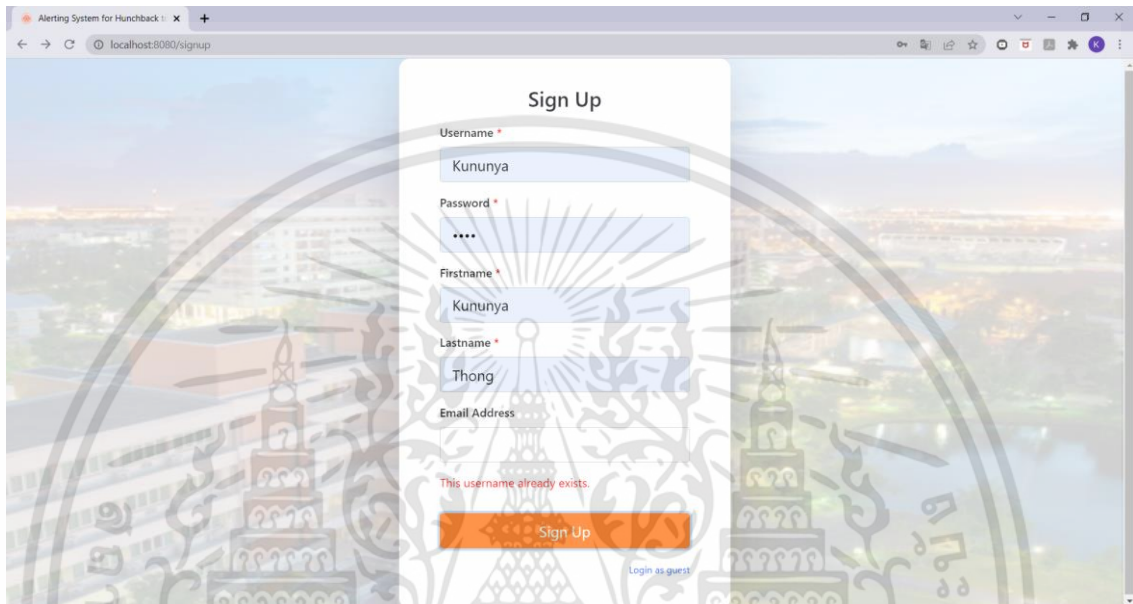 Alerting System for Hunchback t
localhost:8080/signup
K
Sign Up
Username *
Kununya
Password *
••••
Firstname *
Kununya
Lastname *
Thong
Email Address
This username already exists.
Sign Up
Login as guest